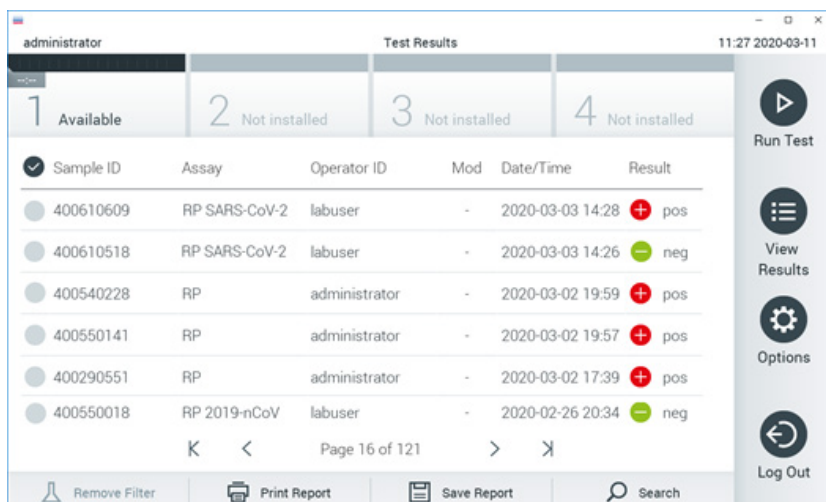 administrator Test Results 11:27 2020-03-11
--:--
1 Available 2 Not installed 3 Not installed 4 Not installed
Run Test
Sample ID Assay Operator ID Mod Date/Time Result
400610609 RP SARS-CoV-2 labuser - 2020-03-03 14:28 pos
400610518 RP SARS-CoV-2 labuser - 2020-03-03 14:26 neg
View
Results
400540228 RP administrator - 2020-03-02 19:59 pos
400550141 RP administrator - 2020-03-02 19:57 pos
Options
400290551 RP administrator - 2020-03-02 17:39 pos
400550018 RP 2019-nCoV labuser - 2020-02-26 20:34 neg
Page 16 of 121
Log Out
Remove Filter Print Report Save Report Search